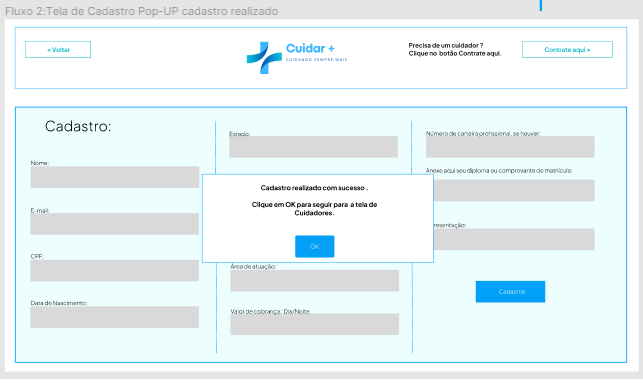 Fluxo 2:Tela de Cadastro Pop-UP cadastro realizado
< Voltar
Cuidar +
CUIDANDO SEMPRE MAIS
Precisa de um cuidador ?
Clique no botão Contrate aqui.
Contrate aqui >
Cadastro:
Nome:
E-mail:
CPF:
Data de Nascimento:
Estado:
Cadastro realizado com sucesso .
Clique em OK para seguir para a tela de
Cuidadores.
OK
Área de atuação:
Valor de cobrança: Dia/Noite
Número de carteira profissional, se houver:
Anexe aqui seu diploma ou comprovante de matrícula:
resentação:
Cadastrar